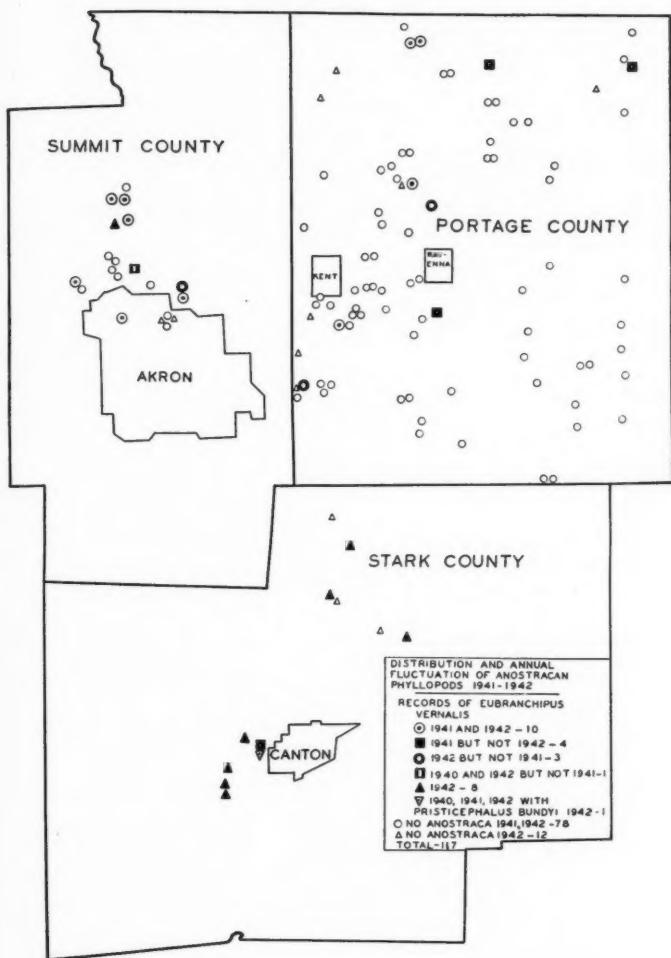 SUMMIT COUNTY
PORTAGE COUNTY
KENT
RAV-
ENNA
AKRON
STARK COUNTY
CANTON
DISTRIBUTION AND ANNUAL
FLUCTUATION OF ANOSTRACAN
PHYLLOPODS 1941-1942
RECORDS OF EUBRANCHIPUS
VERNALIS
1941 AND 1942-10
1941 BUT NOT 1942-4
1942 BUT NOT 1941-3
1940 AND 1942 BUT NOT 1941-1
1942-8
1940, 1941, 1942 WITH
PRISTICEPHALUS BUNDYI 1942-1
NO ANOSTRACA 1941, 1942-78
NO ANOSTRACA 1942-12
TOTAL-117